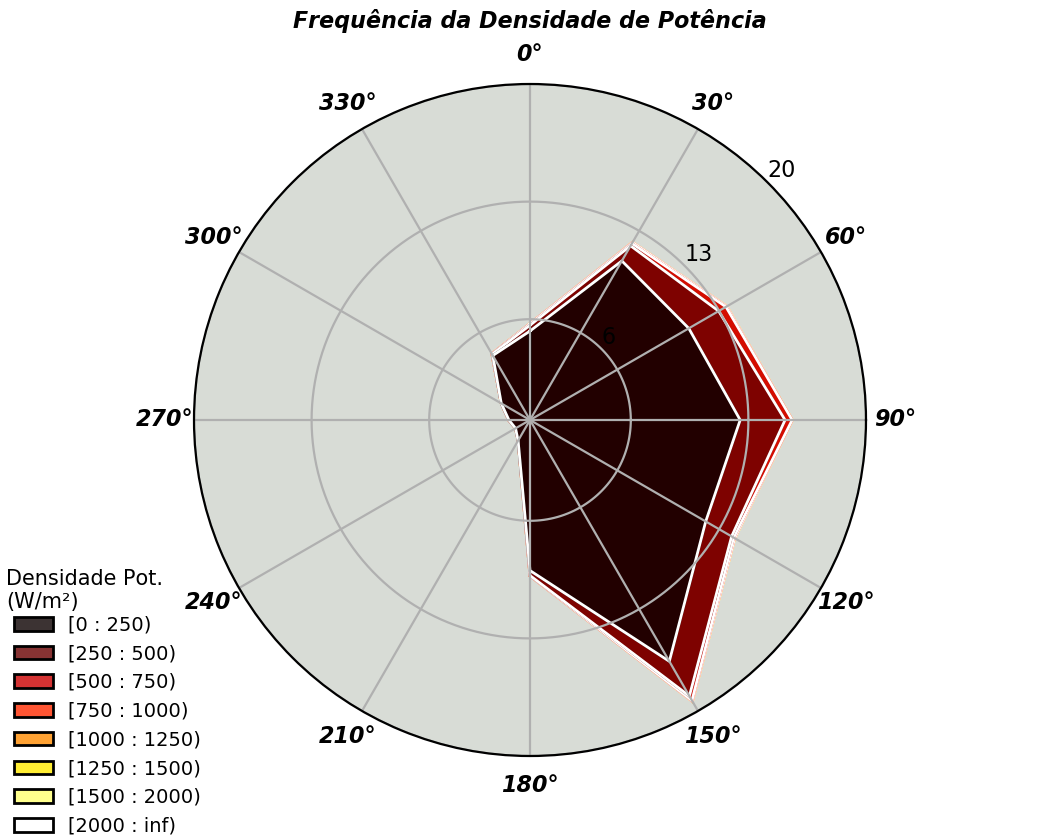 Frequência da Densidade de Potência
0°
330°
30°
20
300°
60°
13
6
270°
90°
240°
120°
210°
150°
180°
Densidade Pot.
(W/m²)
[0 : 250)
[250 : 500)
[500 : 750)
[750 : 1000)
[1000 : 1250)
[1250 : 1500)
[1500 : 2000)
[2000 : inf)